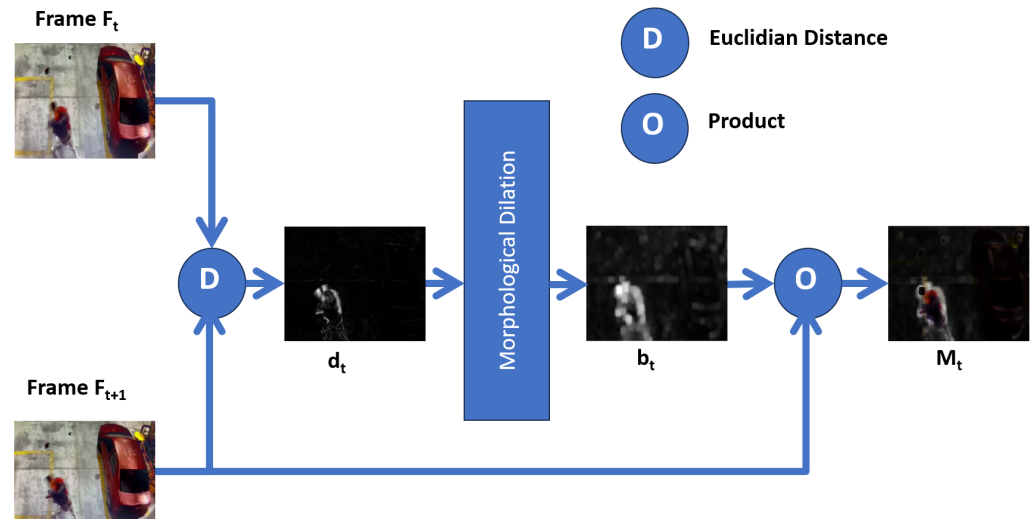 Frame Ft
D Euclidian Distance
O Product
Morphological Dilation
D
O
dt
bt
Mt
Frame Ft+1